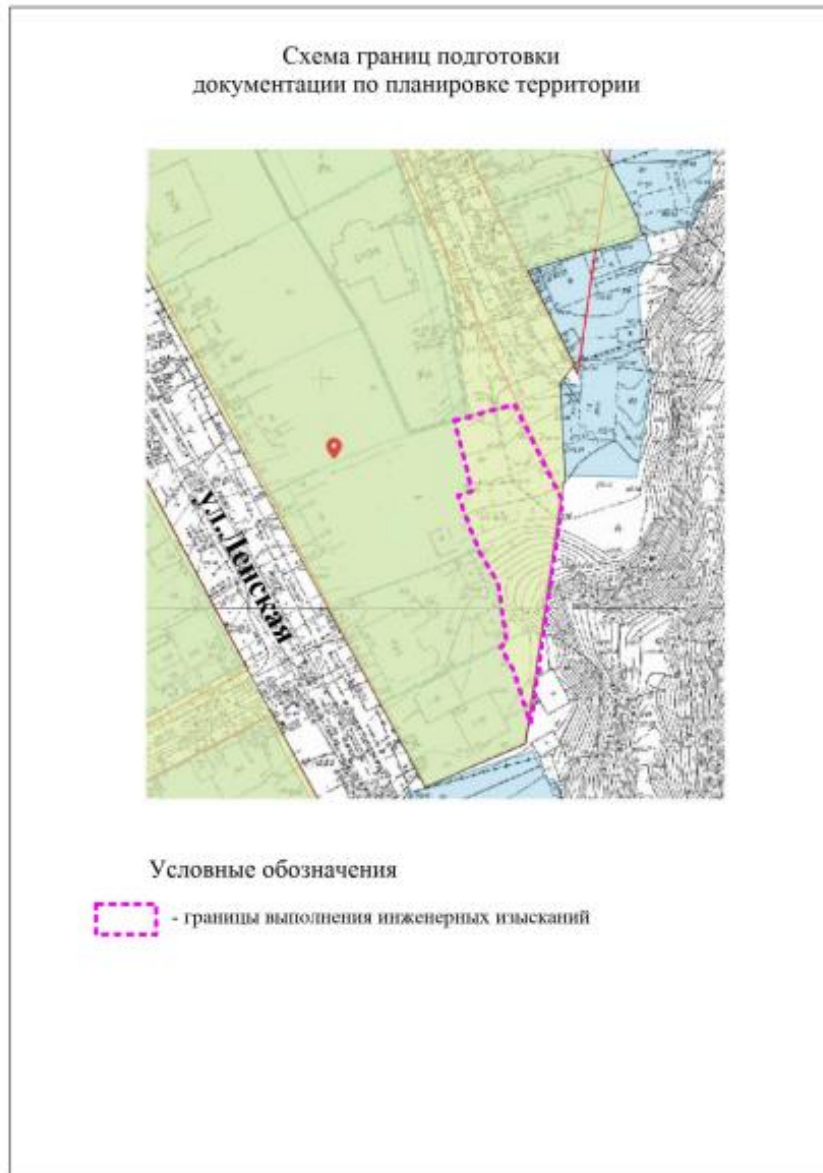 Схема границ подготовки
документации по планировке территории
ул.Ленская
Условные обозначения
- границы выполнения инженерных изысканий